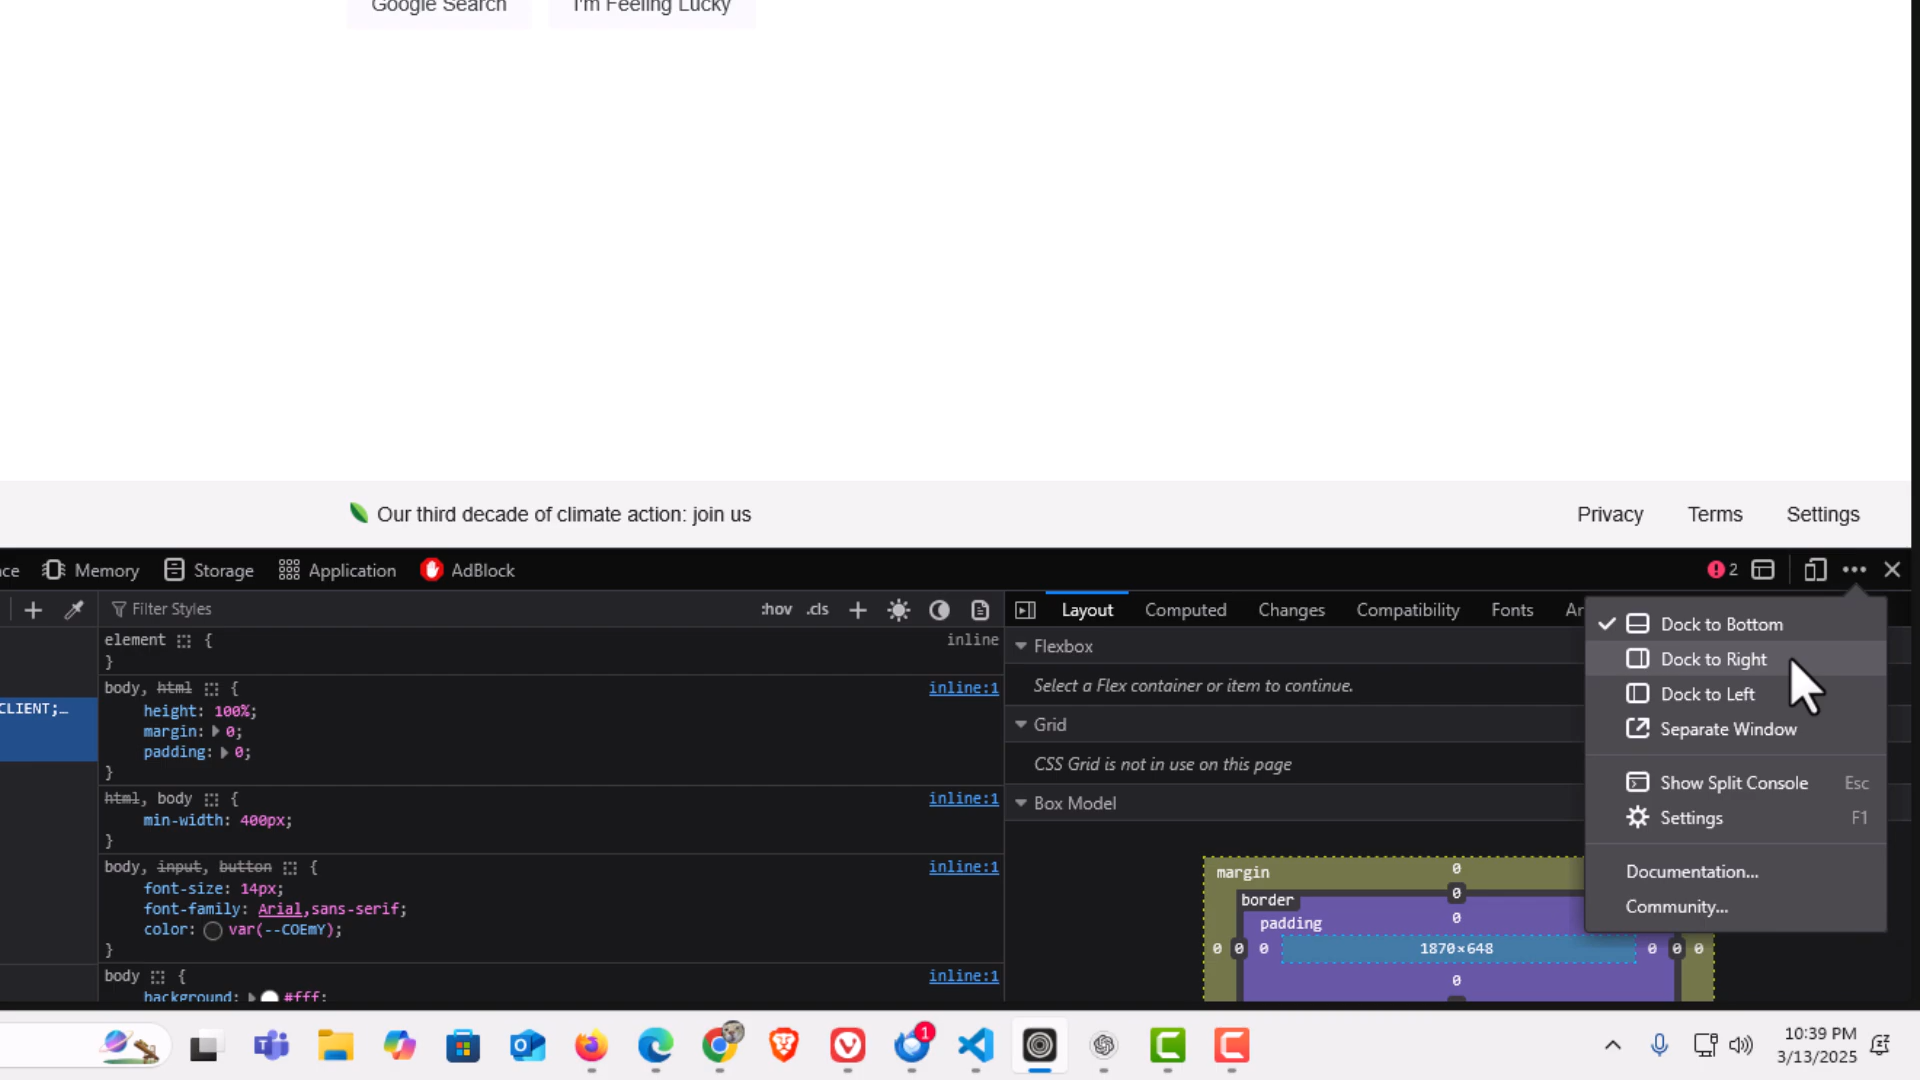 Google Search I'm Feeling Lucky
Our third decade of climate action: join us
Privacy Terms Settings
ce Memory Storage Application AdBlock 2
Filter Styles :hov .cls
Layout Computed Changes Compatibility Fonts
element { inline
}
body, html { inline:1
height: 100%;
margin: 0;
padding: 0;
}
html, body { inline:1
min-width: 400px;
}
body, input, button { inline:1
font-size: 14px;
font-family: Arial,sans-serif;
color: var(--COEmY);
}
body { inline:1
background: #fff;
CLIENT;…
Flexbox
Select a Flex container or item to continue.
Grid
CSS Grid is not in use on this page
Box Model
margin 0
border 0
padding 0
0 0 0 1870×648 0 0 0
0
Dock to Bottom
Dock to Right
Dock to Left
Separate Window
Show Split Console Esc
Settings F1
Documentation...
Community...
1
10:39 PM
3/13/2025